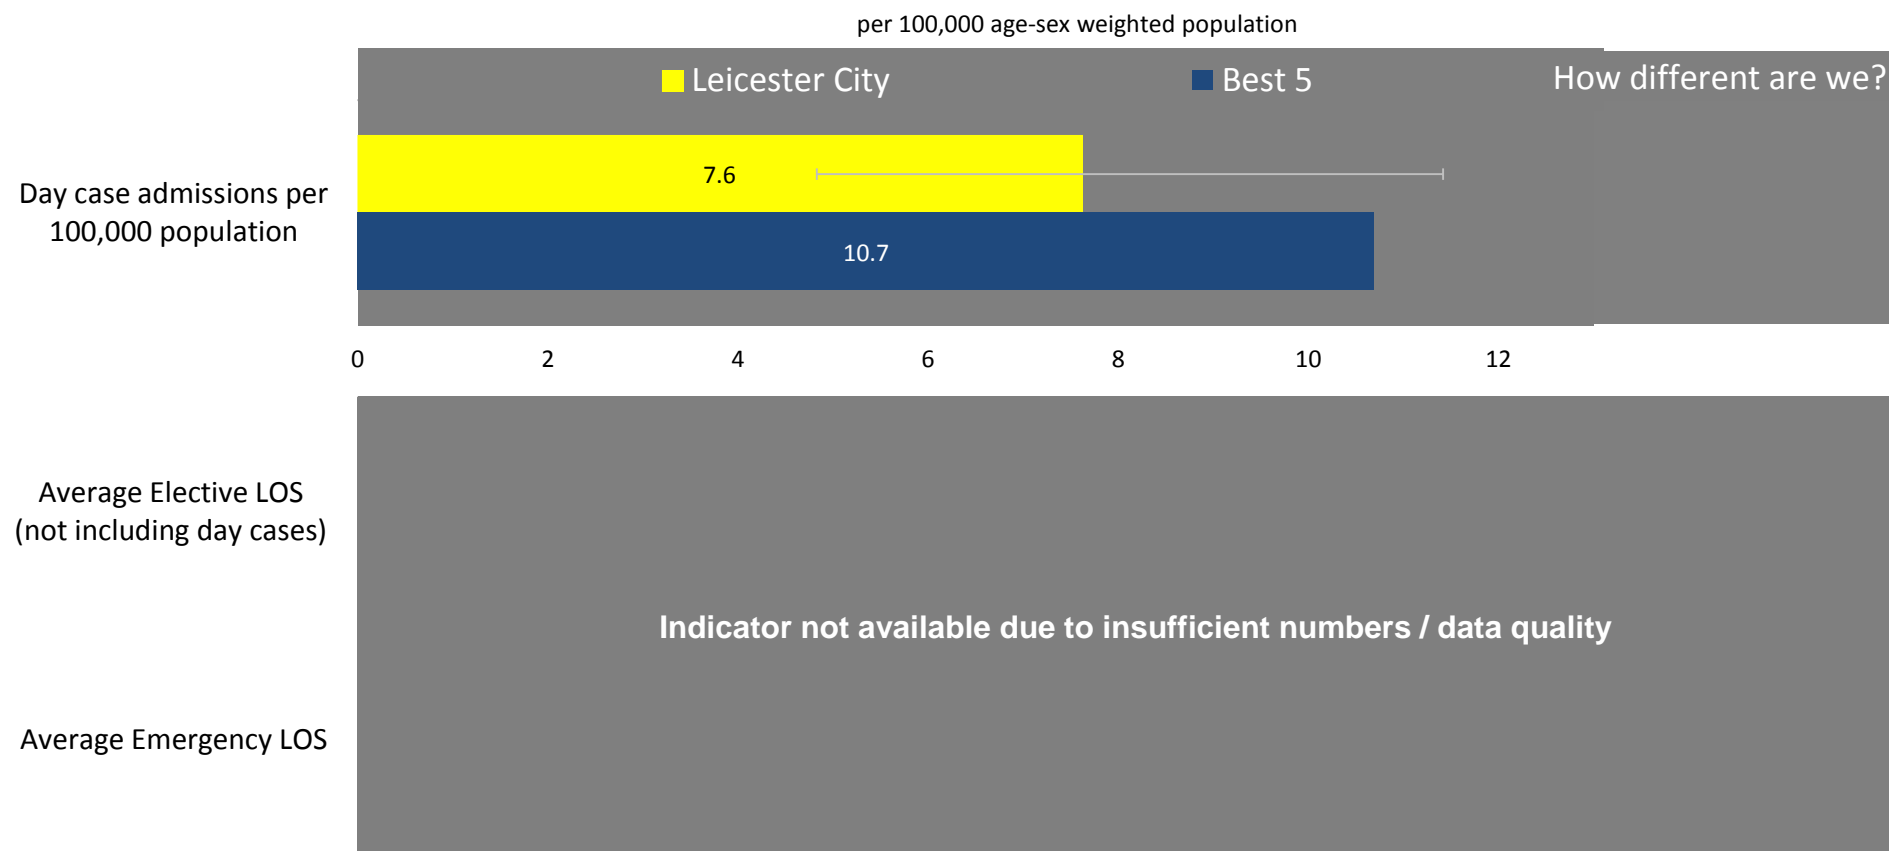 per 100,000 age-sex weighted population
Leicester City
Best 5
How different are we?
Day case admissions per
100,000 population
7.6
10.7
0 2 4 6 8 10 12
Average Elective LOS
(not including day cases)
Indicator not available due to insufficient numbers / data quality
Average Emergency LOS